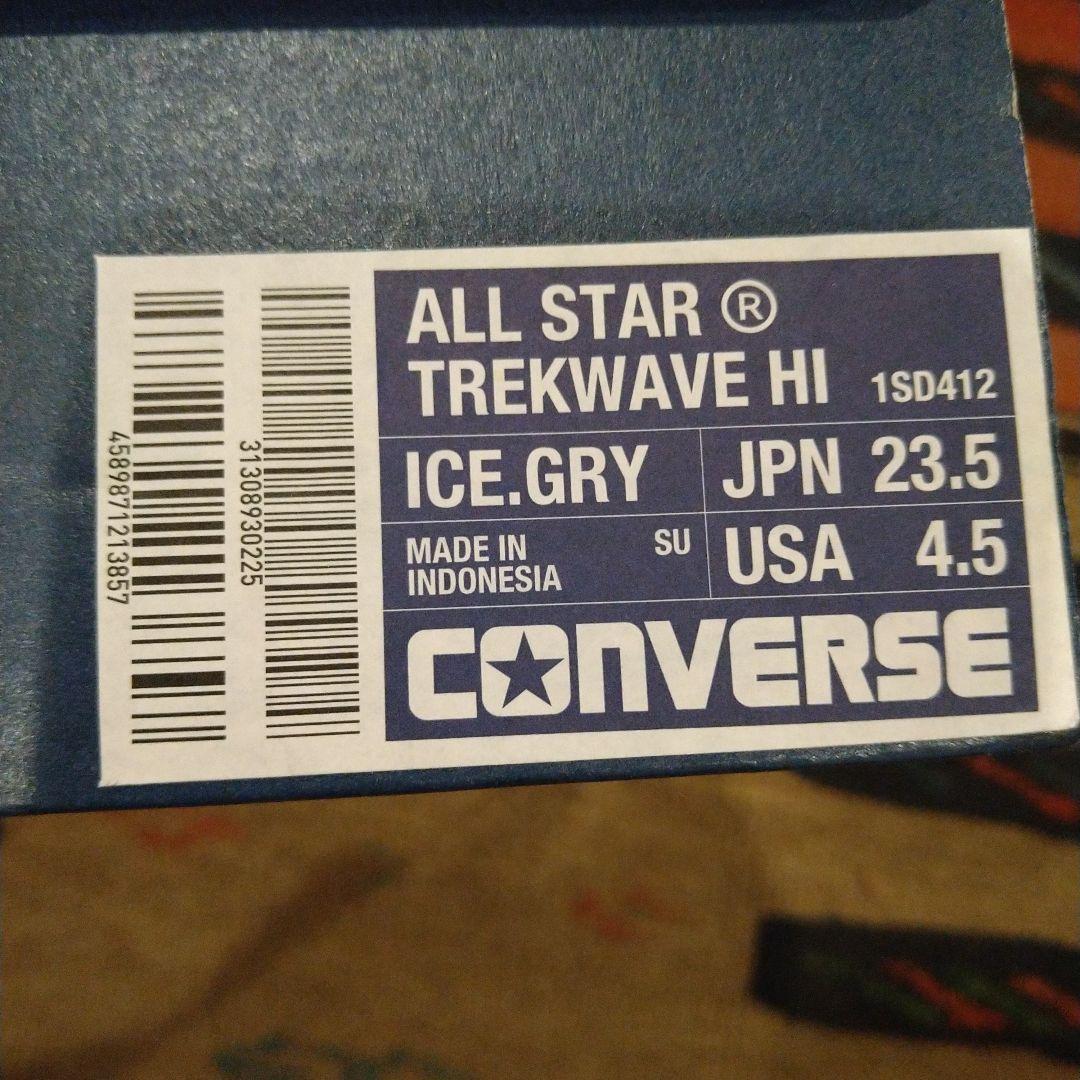 4589871213857
31308930225
ALL STAR ®
TREKWAVE HI 1SD412
ICE.GRY JPN 23.5
MADE IN INDONESIA SU USA 4.5
CONVERSE